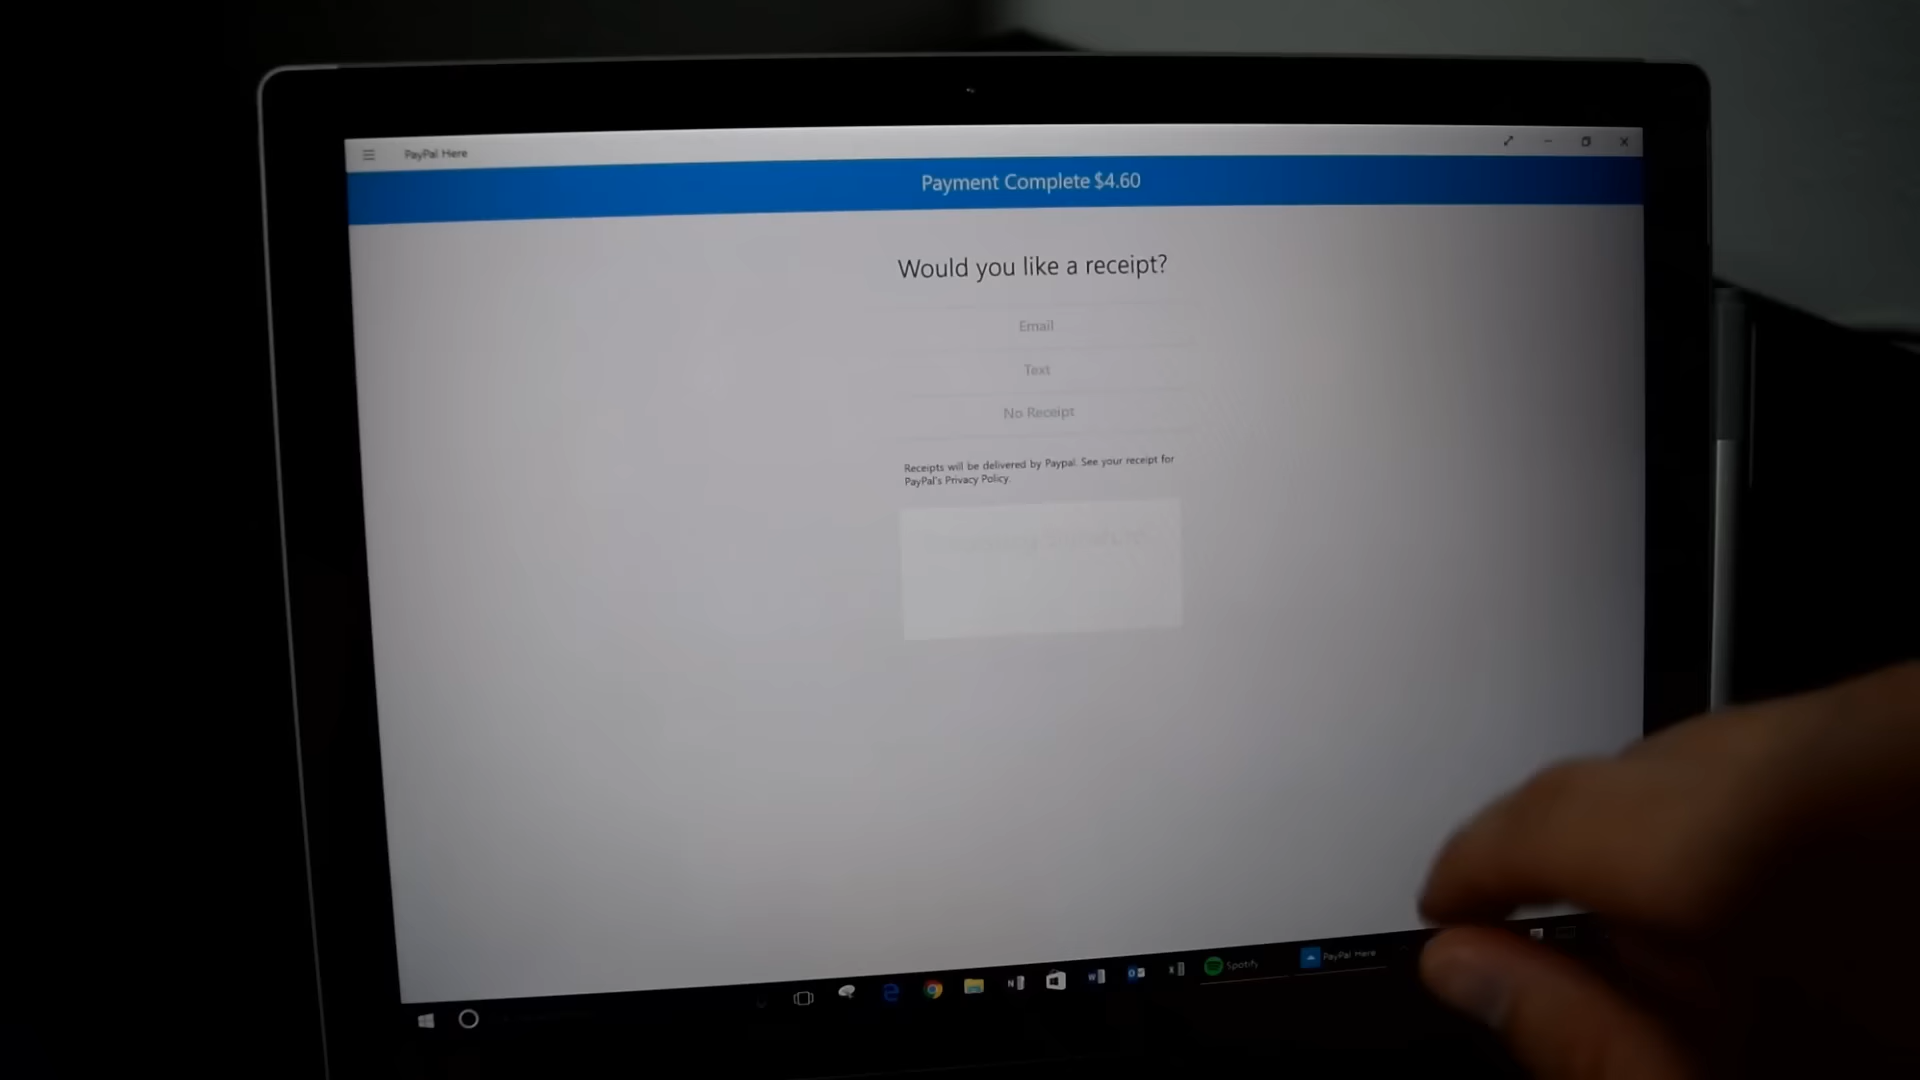 PayPal Here
Payment Complete $4.60
Would you like a receipt?
Email
Text
No Receipt
Receipts will be delivered by Paypal. See your receipt for
PayPal's Privacy Policy.
Spotify
PayPal Here